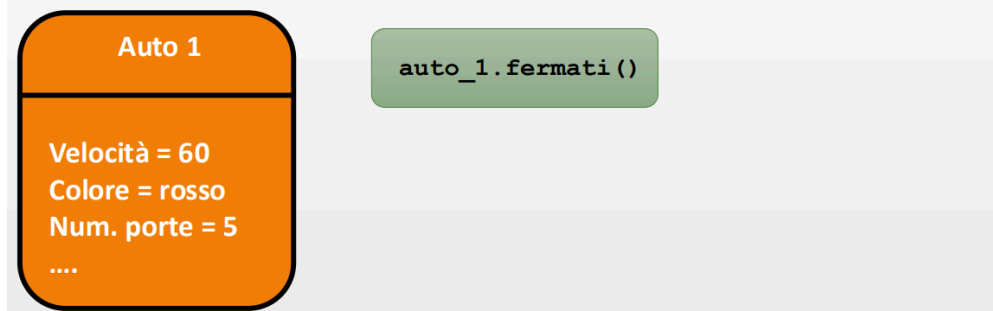 Auto 1
auto_1.fermati()
Velocità = 60
Colore = rosso
Num. porte = 5
....